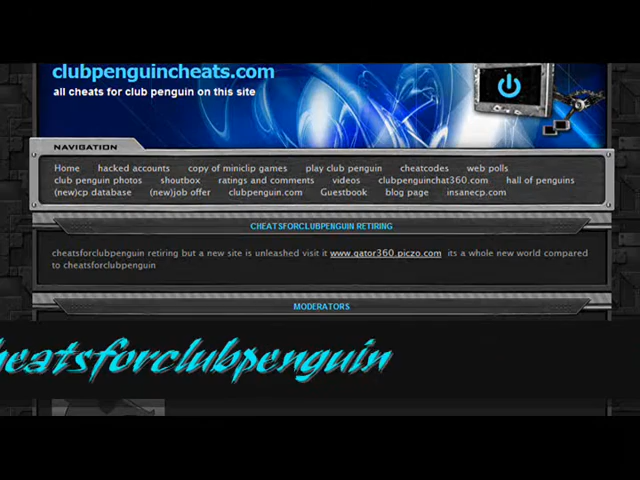 clubpenguincheats.com
all cheats for club penguin on this site
NAVIGATION
Home hacked accounts copy of miniclip games play club penguin cheatcodes web polls
club penguin photos shoutbox ratings and comments videos clubpenguinchat360.com hall of penguins
(new)cp database (new)job offer clubpenguin.com Guestbook blog page insanecp.com
CHEATSFORCLUBPENGUIN RETIRING
cheatsforclubpenguin retiring but a new site is unleashed visit it www.gator360.piczo.com its a whole new world compared
to cheatsforclubpenguin
MODERATORS
heatsforclubpenguin